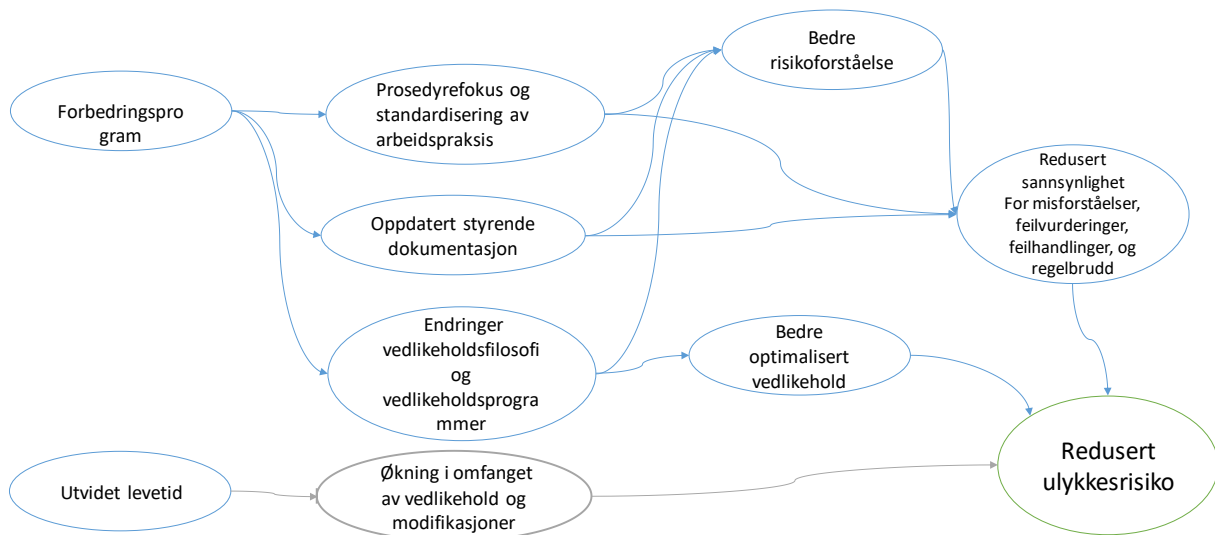 Forbedringspro
gram
Prosedyrefokus og
standardisering av
arbeidspraksis
Bedre
risikoforståelse
Oppdatert styrende
dokumentasjon
Redusert
sannsynlighet
For misforståelser,
feilvurderinger,
feilhandlinger, og
regelbrudd
Endringer
vedlikeholdsfilosofi
og
vedlikeholdsprogra
mmer
Bedre
optimalisert
vedlikehold
Utvidet levetid
Økning i omfanget
av vedlikehold og
modifikasjoner
Redusert
ulykkesrisiko